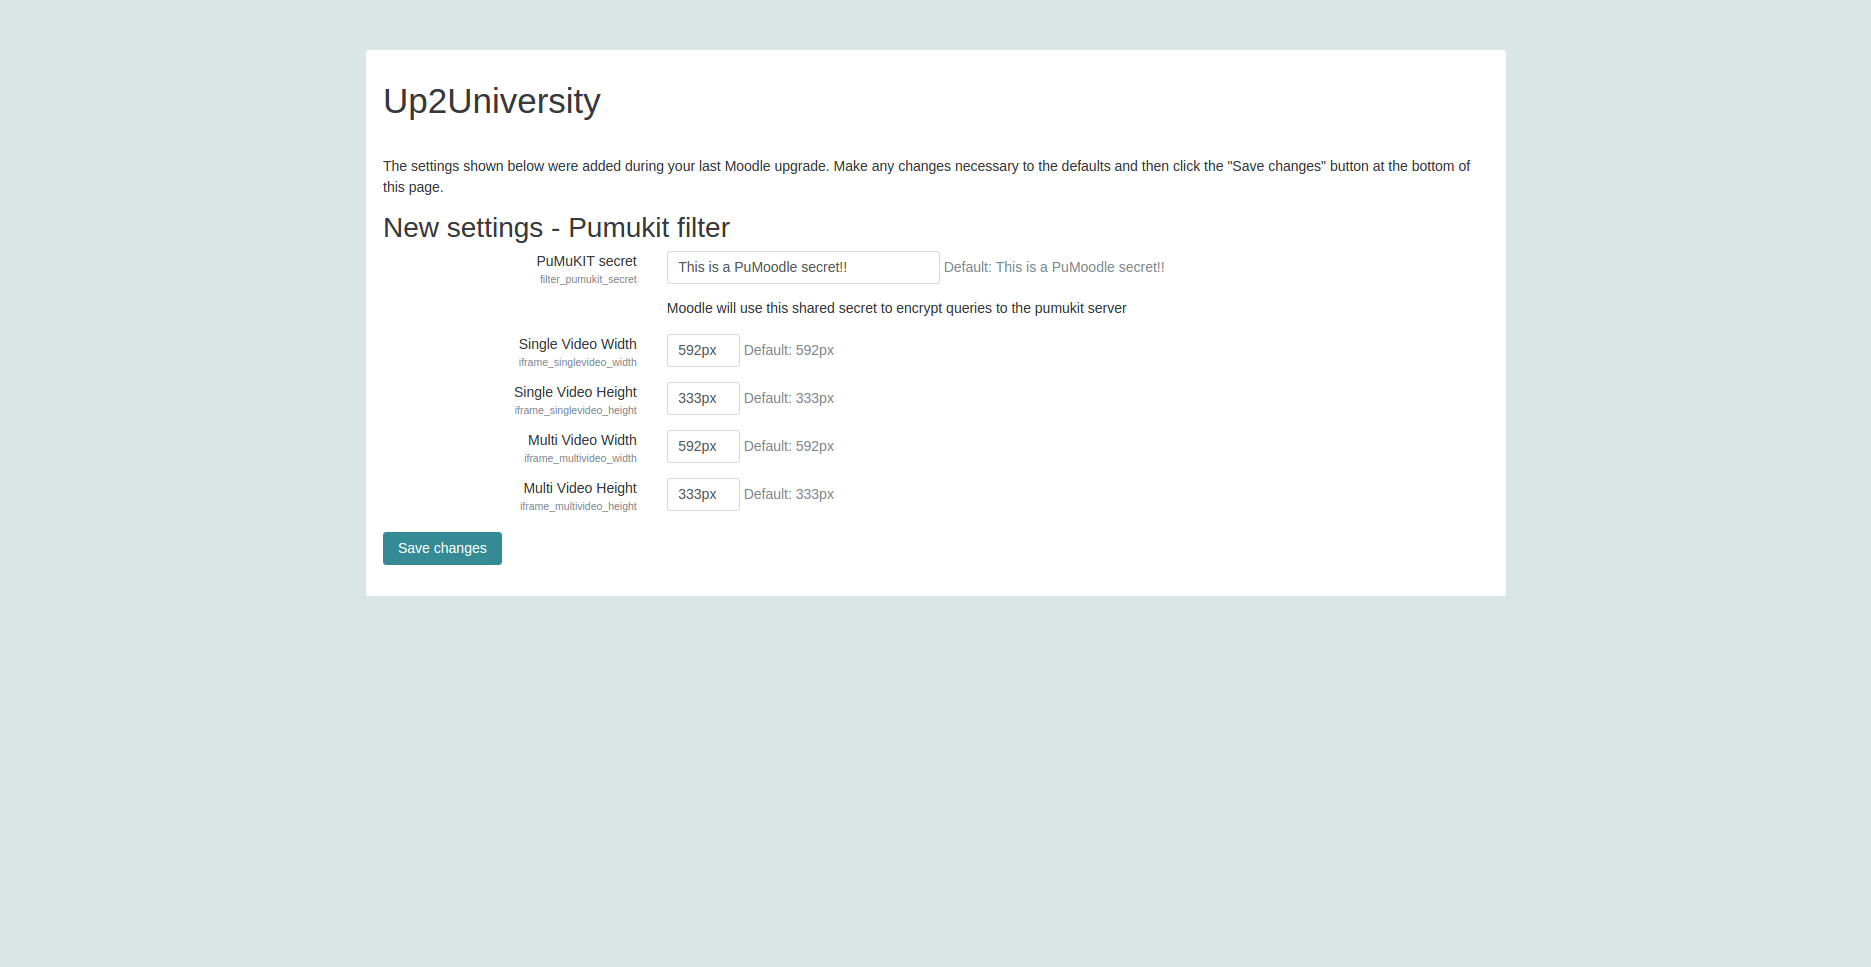 Up2University
The settings shown below were added during your last Moodle upgrade. Make any changes necessary to the defaults and then click the "Save changes" button at the bottom of
this page.
New settings - Pumukit filter
PuMuKIT secret
filter_pumukit_secret
This is a PuMoodle secret!! Default: This is a PuMoodle secret!!
Moodle will use this shared secret to encrypt queries to the pumukit server
Single Video Width
iframe_singlevideo_width
592px Default: 592px
Single Video Height
iframe_singlevideo_height
333px Default: 333px
Multi Video Width
iframe_multivideo_width
592px Default: 592px
Multi Video Height
iframe_multivideo_height
333px Default: 333px
Save changes